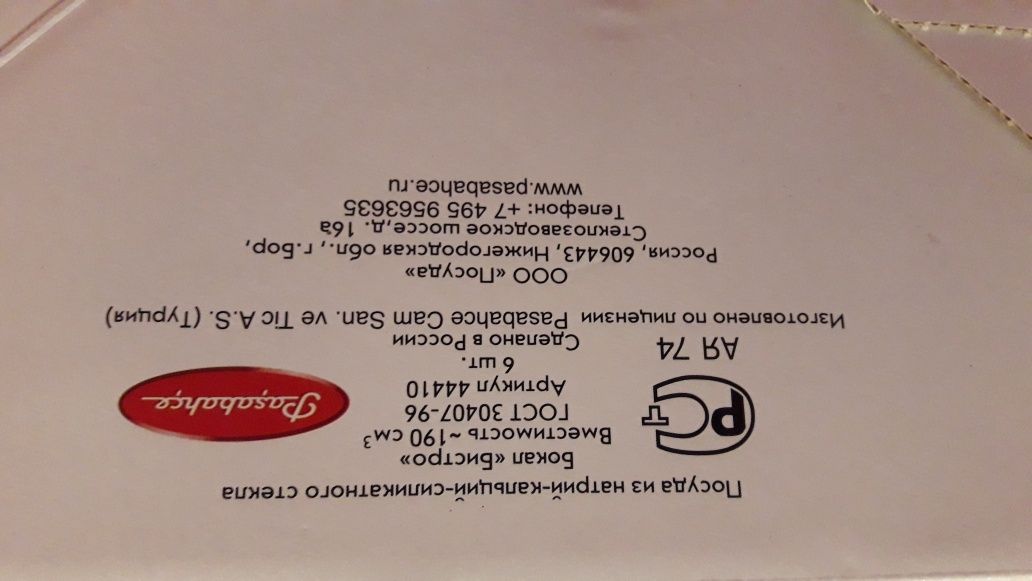 Посуда из натрий-кальций-силикатного стекла
Бокал «Бистро»
Вместимость ~190 см³
ГОСТ 30407-96
Артикул 44410
6 шт.
Сделано в России
РСТ
АЯ 74
Paşabahçe
Изготовлено по лицензии Pasabahce Cam San. ve Tic A.S. (Турция)
ООО «Посуда»
Россия, 606443, Нижегородская обл., г.Бор,
Стеклозаводское шоссе,д. 16а
Телефон: +7 495 9563635
www.pasabahce.ru